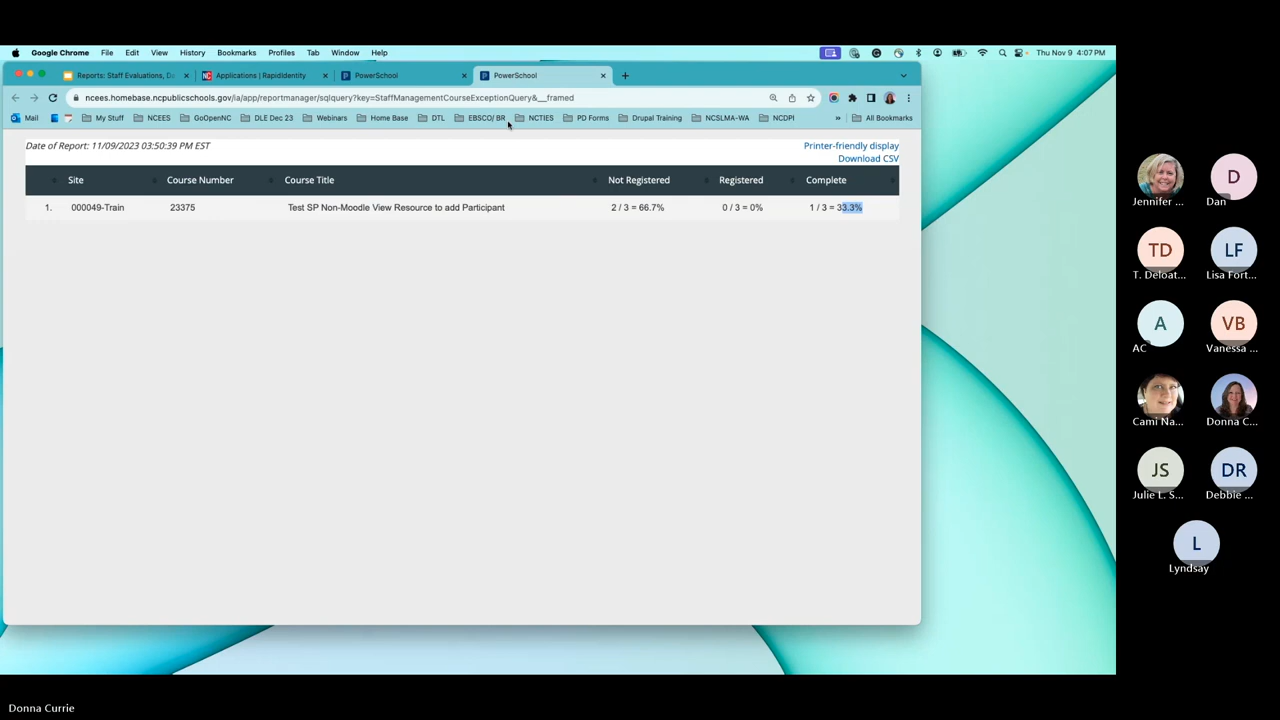 Google Chrome File Edit View History Bookmarks Profiles Tab Window Help Thu Nov 9 4:07 PM
Reports: Staff Evaluations, Da Applications | RapidIdentity PowerSchool PowerSchool
ncees.homebase.ncpublicschools.gov/ia/app/reportmanager/sqlquery?key=StaffManagementCourseExceptionQuery&__framed
Mail My Stuff NCEES GoOpenNC DLE Dec 23 Webinars Home Base DTL EBSCO/ BR NCTIES PD Forms Drupal Training NCSLMA-WA NCDPI » All Bookmarks
Date of Report: 11/09/2023 03:50:39 PM EST
Printer-friendly display
Download CSV
Site Course Number Course Title Not Registered Registered Complete
1. 000049-Train 23375 Test SP Non-Moodle View Resource to add Participant 2 / 3 = 66.7% 0 / 3 = 0% 1 / 3 = 33.3%
D
Jennifer ... Dan
TD LF
T. Deloat... Lisa Fort...
A VB
AC Vanessa ...
Cami Na... Donna C...
JS DR
Julie L. S... Debbie ...
L
Lyndsay
Donna Currie